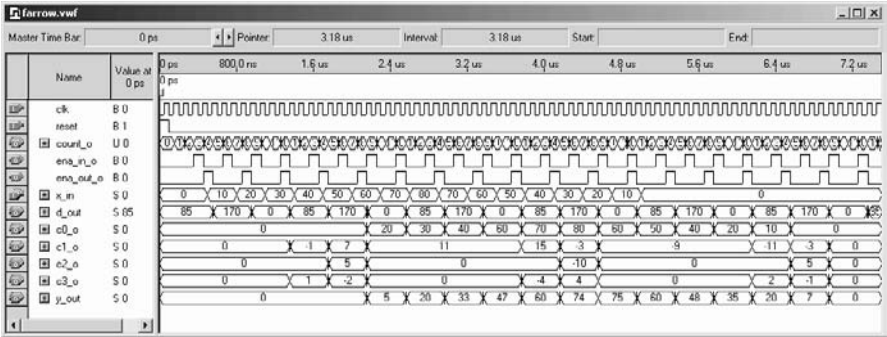 farrow.vwf
Master Time Bar: 0 ps Pointer: 3.18 us Interval: 3.18 us Start: End:
Name Value at 0 ps
0 ps 800.0 ns 1.6 us 2.4 us 3.2 us 4.0 us 4.8 us 5.6 us 6.4 us 7.2 us
0 ps
clk B 0
reset B 1
count_o U 0
ena_in_o B 0
ena_out_o B 0
x_in S 0 0 10 20 30 40 50 60 70 80 70 60 50 40 30 20 10 0
d_out S 85 85 170 0 85 170 0 85 170 0 85 170 0 85 170 0 85 170 0
c0_o S 0 0 20 30 40 60 70 80 60 50 40 20 10 0
c1_o S 0 0 -1 7 11 15 -3 -9 -11 -3 0
c2_o S 0 0 5 0 -10 0 5 0
c3_o S 0 0 1 -2 0 -4 4 0 2 -1 0
y_out S 0 0 5 20 33 47 60 74 75 60 48 35 20 7 0